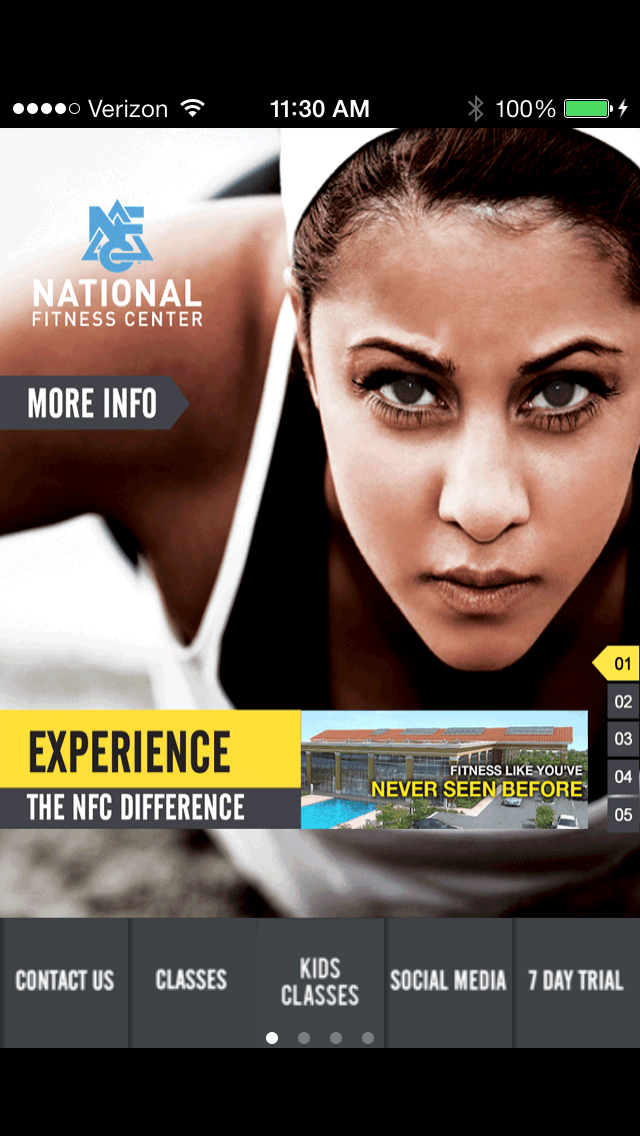 Verizon 11:30 AM 100%
NFC
NATIONAL
FITNESS CENTER
MORE INFO
01
02
03
04
05
EXPERIENCE
THE NFC DIFFERENCE
FITNESS LIKE YOU'VE
NEVER SEEN BEFORE
CONTACT US
CLASSES
KIDS
CLASSES
SOCIAL MEDIA
7 DAY TRIAL